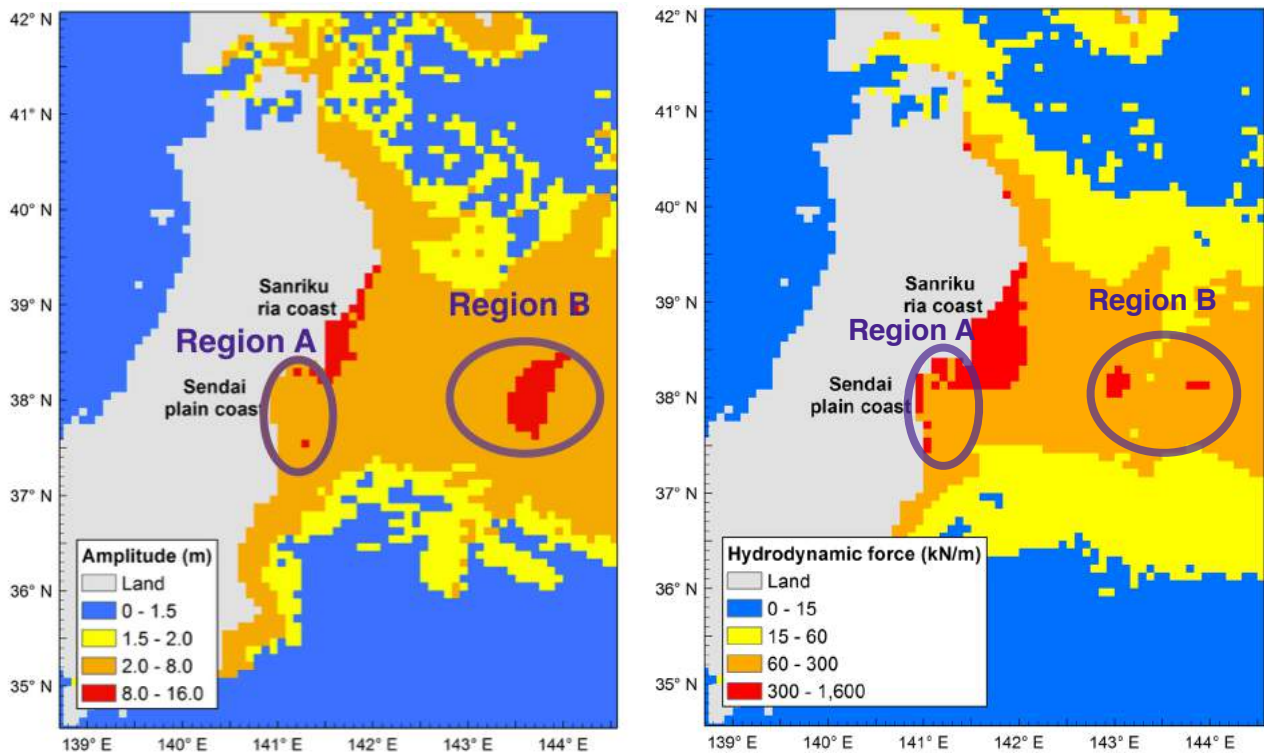 42° N
41° N
40° N
39° N
38° N
37° N
36° N
35° N
139° E
140° E
141° E
142° E
143° E
144° E
Sanriku
ria coast
Region B
Region A
Sendai
plain coast
Amplitude (m)
Land
0 - 1.5
1.5 - 2.0
2.0 - 8.0
8.0 - 16.0
42° N
41° N
40° N
39° N
38° N
37° N
36° N
35° N
139° E
140° E
141° E
142° E
143° E
144° E
Sanriku
ria coast
Region B
Region A
Sendai
plain coast
Hydrodynamic force (kN/m)
Land
0 - 15
15 - 60
60 - 300
300 - 1,600